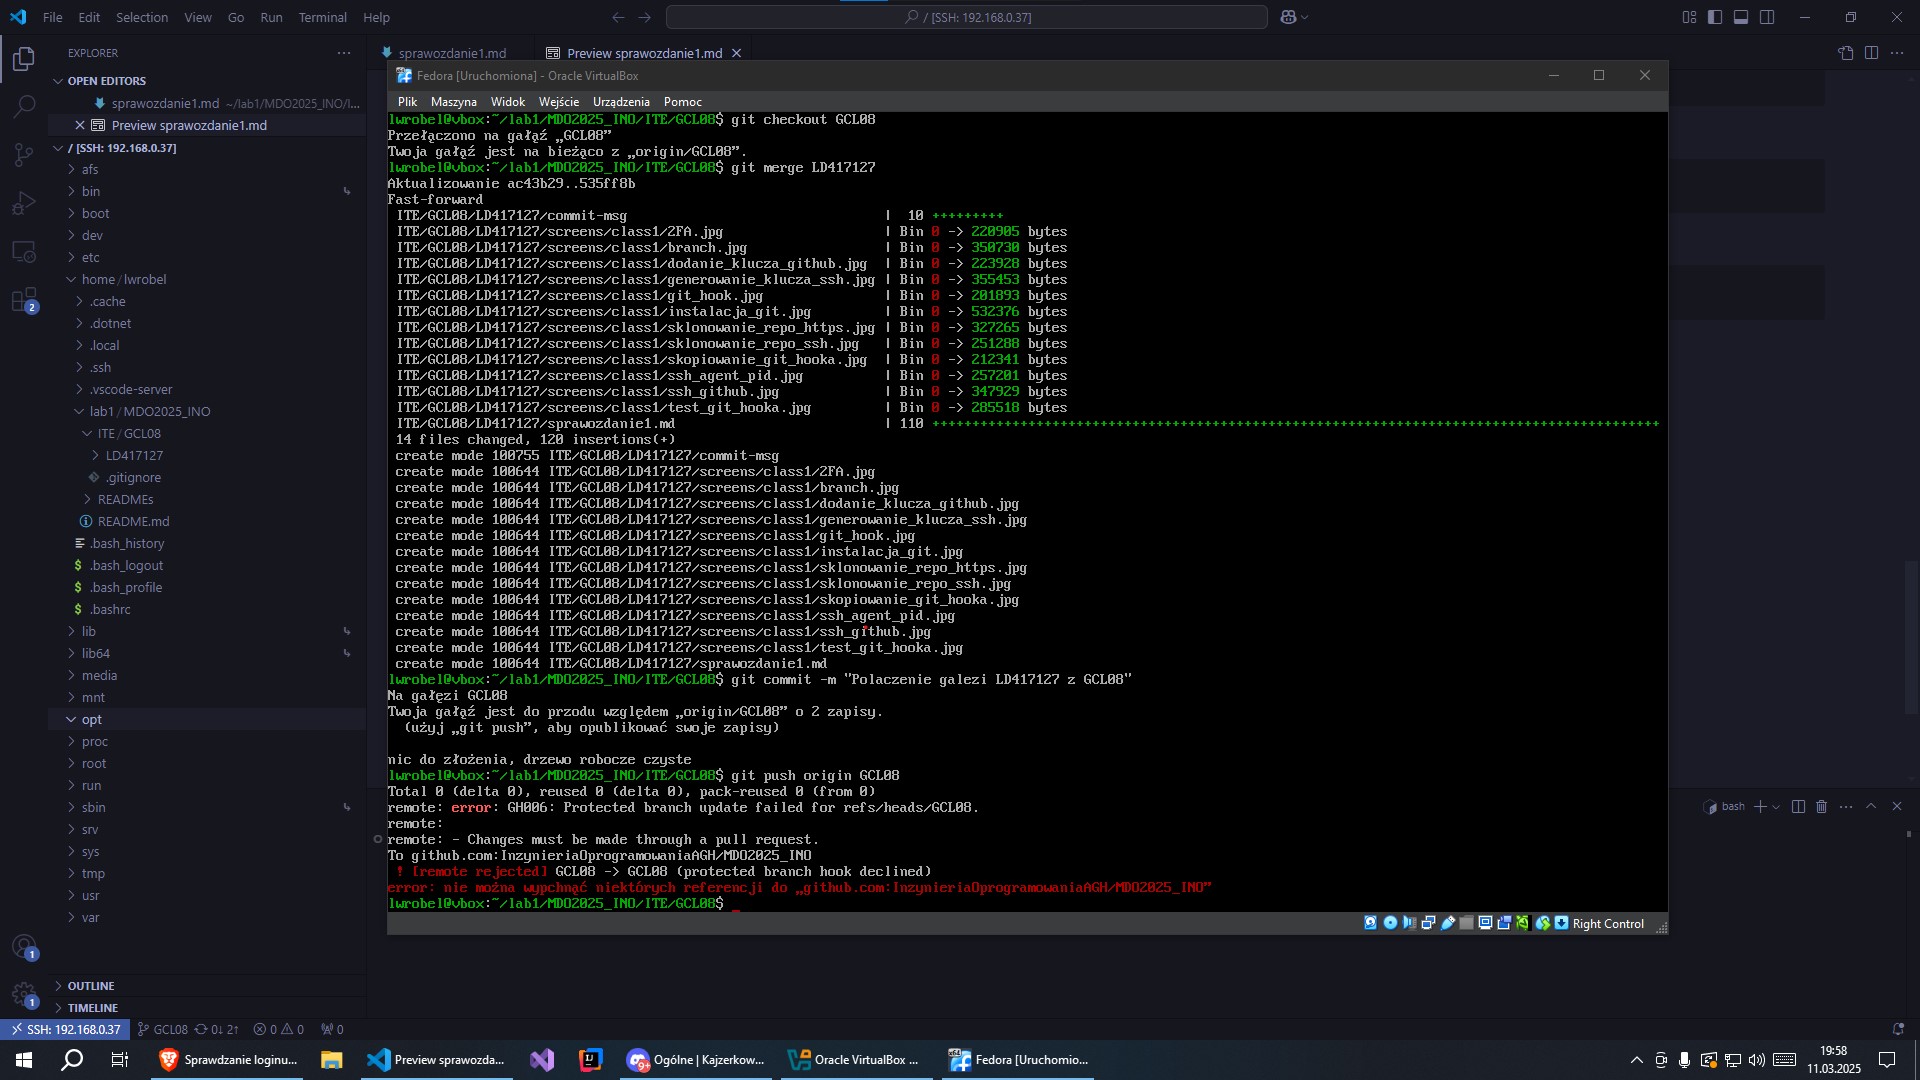 File Edit Selection View Go Run Terminal Help
/ [SSH: 192.168.0.37]
EXPLORER
OPEN EDITORS
sprawozdanie1.md ~/lab1/MDO2025_INO/I...
Preview sprawozdanie1.md
/ [SSH: 192.168.0.37]
afs
bin
boot
dev
etc
home / lwrobel
.cache
.dotnet
.local
.ssh
.vscode-server
lab1 / MDO2025_INO
ITE / GCL08
LD417127
.gitignore
READMEs
README.md
.bash_history
.bash_logout
.bash_profile
.bashrc
lib
lib64
media
mnt
opt
proc
root
run
sbin
srv
sys
tmp
usr
var
OUTLINE
TIMELINE
2
1
1
sprawozdanie1.md
Preview sprawozdanie1.md
Fedora [Uruchomiona] - Oracle VirtualBox
Plik Maszyna Widok Wejście Urządzenia Pomoc
lwrobel@vbox:~/lab1/MDO2025_INO/ITE/GCL08$ git checkout GCL08
Przełączono na gałąź „GCL08”
Twoja gałąź jest na bieżąco z „origin/GCL08”.
lwrobel@vbox:~/lab1/MDO2025_INO/ITE/GCL08$ git merge LD417127
Aktualizowanie ac43b29..535ff8b
Fast-forward
ITE/GCL08/LD417127/commit-msg | 10 +++++++++
ITE/GCL08/LD417127/screens/class1/2FA.jpg | Bin 0 -> 220905 bytes
ITE/GCL08/LD417127/screens/class1/branch.jpg | Bin 0 -> 350730 bytes
ITE/GCL08/LD417127/screens/class1/dodanie_klucza_github.jpg | Bin 0 -> 223928 bytes
ITE/GCL08/LD417127/screens/class1/generowanie_klucza_ssh.jpg | Bin 0 -> 355453 bytes
ITE/GCL08/LD417127/screens/class1/git_hook.jpg | Bin 0 -> 201893 bytes
ITE/GCL08/LD417127/screens/class1/instalacja_git.jpg | Bin 0 -> 532376 bytes
ITE/GCL08/LD417127/screens/class1/sklonowanie_repo_https.jpg | Bin 0 -> 327265 bytes
ITE/GCL08/LD417127/screens/class1/sklonowanie_repo_ssh.jpg | Bin 0 -> 251288 bytes
ITE/GCL08/LD417127/screens/class1/skopiowanie_git_hooka.jpg | Bin 0 -> 212341 bytes
ITE/GCL08/LD417127/screens/class1/ssh_agent_pid.jpg | Bin 0 -> 257201 bytes
ITE/GCL08/LD417127/screens/class1/ssh_github.jpg | Bin 0 -> 347929 bytes
ITE/GCL08/LD417127/screens/class1/test_git_hooka.jpg | Bin 0 -> 285518 bytes
ITE/GCL08/LD417127/sprawozdanie1.md | 110 +++++++++++++++++++++++++++++++++++++++++++++++++++++++++++++++++++++++++++++++++++++++++++
14 files changed, 120 insertions(+)
create mode 100755 ITE/GCL08/LD417127/commit-msg
create mode 100644 ITE/GCL08/LD417127/screens/class1/2FA.jpg
create mode 100644 ITE/GCL08/LD417127/screens/class1/branch.jpg
create mode 100644 ITE/GCL08/LD417127/screens/class1/dodanie_klucza_github.jpg
create mode 100644 ITE/GCL08/LD417127/screens/class1/generowanie_klucza_ssh.jpg
create mode 100644 ITE/GCL08/LD417127/screens/class1/git_hook.jpg
create mode 100644 ITE/GCL08/LD417127/screens/class1/instalacja_git.jpg
create mode 100644 ITE/GCL08/LD417127/screens/class1/sklonowanie_repo_https.jpg
create mode 100644 ITE/GCL08/LD417127/screens/class1/sklonowanie_repo_ssh.jpg
create mode 100644 ITE/GCL08/LD417127/screens/class1/skopiowanie_git_hooka.jpg
create mode 100644 ITE/GCL08/LD417127/screens/class1/ssh_agent_pid.jpg
create mode 100644 ITE/GCL08/LD417127/screens/class1/ssh_github.jpg
create mode 100644 ITE/GCL08/LD417127/screens/class1/test_git_hooka.jpg
create mode 100644 ITE/GCL08/LD417127/sprawozdanie1.md
lwrobel@vbox:~/lab1/MDO2025_INO/ITE/GCL08$ git commit -m "Polaczenie galezi LD417127 z GCL08"
Na gałęzi GCL08
Twoja gałąź jest do przodu względem „origin/GCL08” o 2 zapisy.
(użyj „git push”, aby opublikować swoje zapisy)
nic do złożenia, drzewo robocze czyste
lwrobel@vbox:~/lab1/MDO2025_INO/ITE/GCL08$ git push origin GCL08
Total 0 (delta 0), reused 0 (delta 0), pack-reused 0 (from 0)
remote: error: GH006: Protected branch update failed for refs/heads/GCL08.
remote:
remote: - Changes must be made through a pull request.
To github.com:InzynieriaOprogramowaniaAGH/MDO2025_INO
! [remote rejected] GCL08 -> GCL08 (protected branch hook declined)
error: nie można wypchnąć niektórych referencji do „github.com:InzynieriaOprogramowaniaAGH/MDO2025_INO”
lwrobel@vbox:~/lab1/MDO2025_INO/ITE/GCL08$ _
Right Control
bash
SSH: 192.168.0.37 GCL08 0↓ 2↑ 0 0 0
Sprawdzanie loginu... Preview sprawozda... Ogólne | Kajzerkow... Oracle VirtualBox ... Fedora [Uruchomio...
19:58
11.03.2025